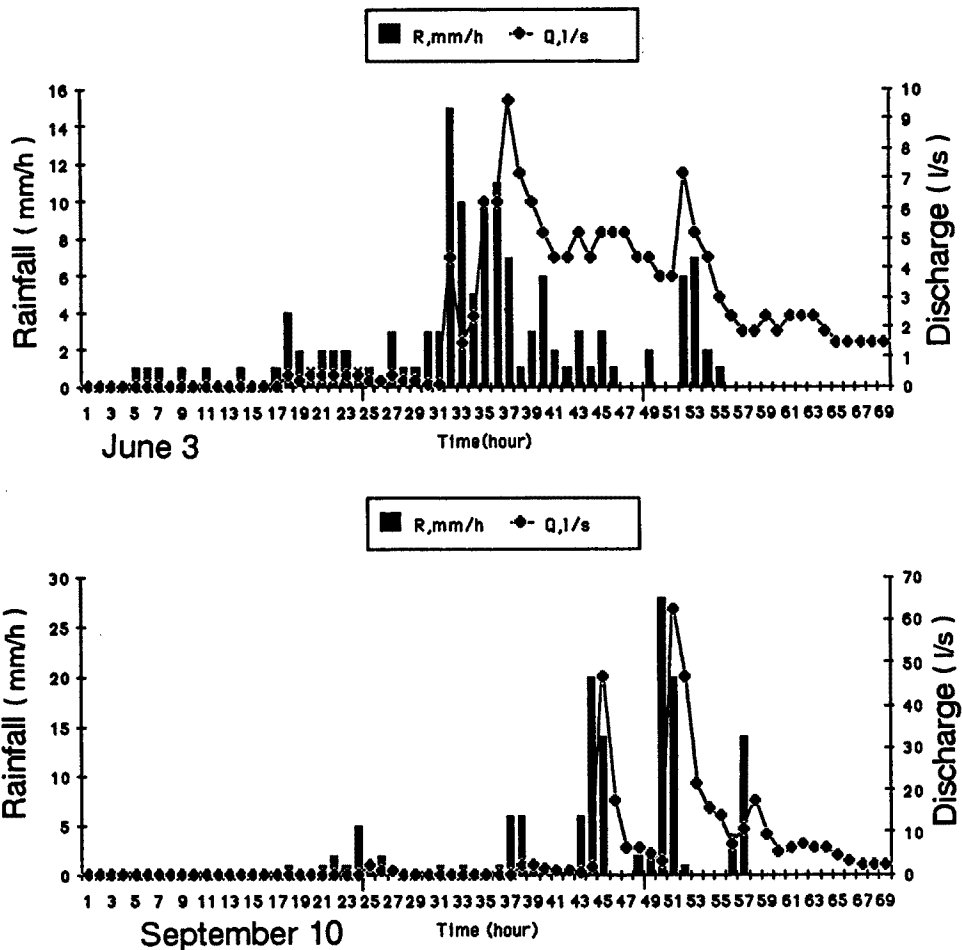 R,mm/h Q,l/s
Rainfall ( mm/h )
16
14
12
10
8
6
4
2
0
10
9
8
7
6
5
4
3
2
1
0
Discharge ( l/s )
1 3 5 7 9 11 13 15 17 19 21 23 25 27 29 31 33 35 37 39 41 43 45 47 49 51 53 55 57 59 61 63 65 67 69
June 3
Time(hour)
R,mm/h Q,l/s
Rainfall ( mm/h )
30
25
20
15
10
5
0
70
60
50
40
30
20
10
0
Discharge ( l/s )
1 3 5 7 9 11 13 15 17 19 21 23 25 27 29 31 33 35 37 39 41 43 45 47 49 51 53 55 57 59 61 63 65 67 69
September 10
Time (hour)